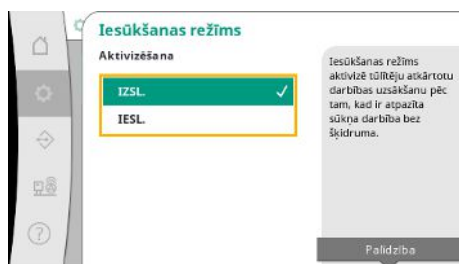 Iesūkšanas režīms
Aktivizēšana
IZSL.
IESL.
Iesūkšanas režīms
aktivizē tūlītēju atkārtotu
darbības uzsākšanu pēc
tam, kad ir atpazīta
sūkņa darbība bez
šķidruma.
Palīdzība